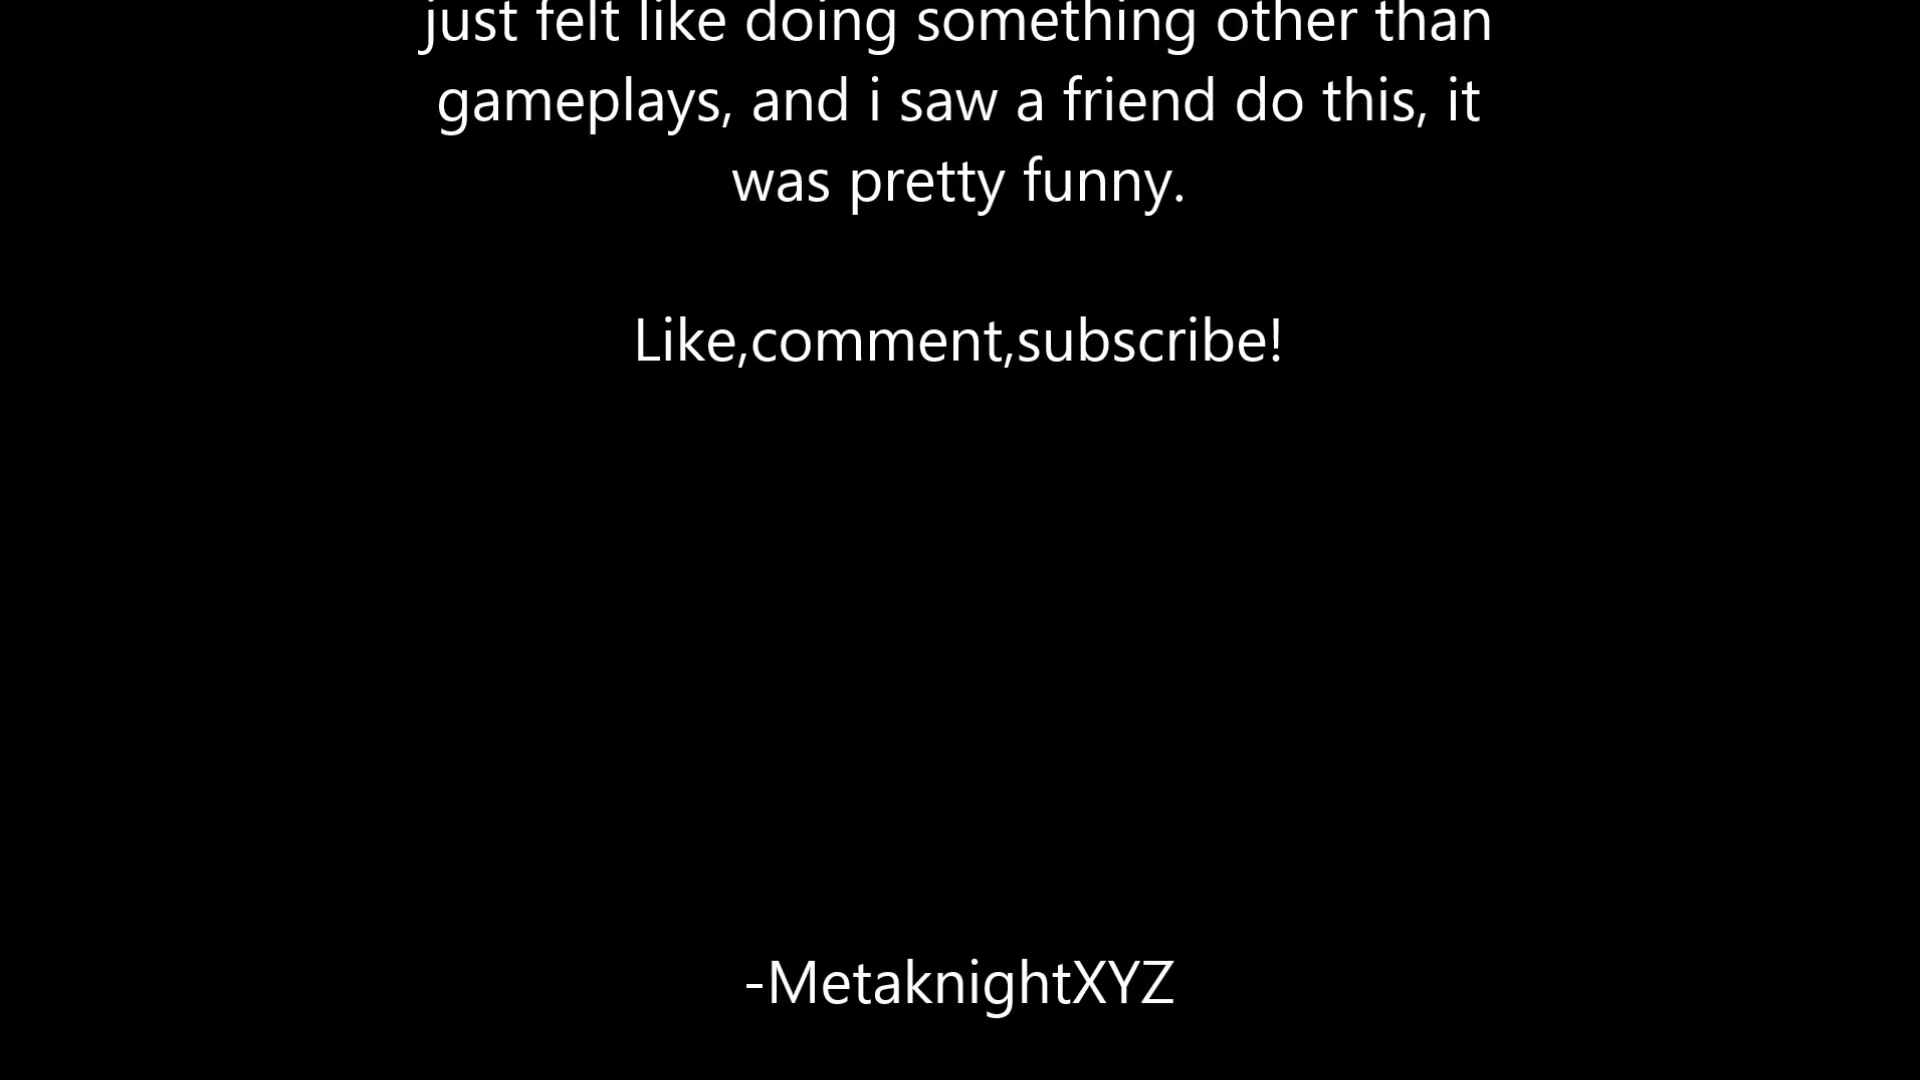 just felt like doing something other than
gameplays, and i saw a friend do this, it
was pretty funny.
Like,comment,subscribe!
-MetaknightXYZ